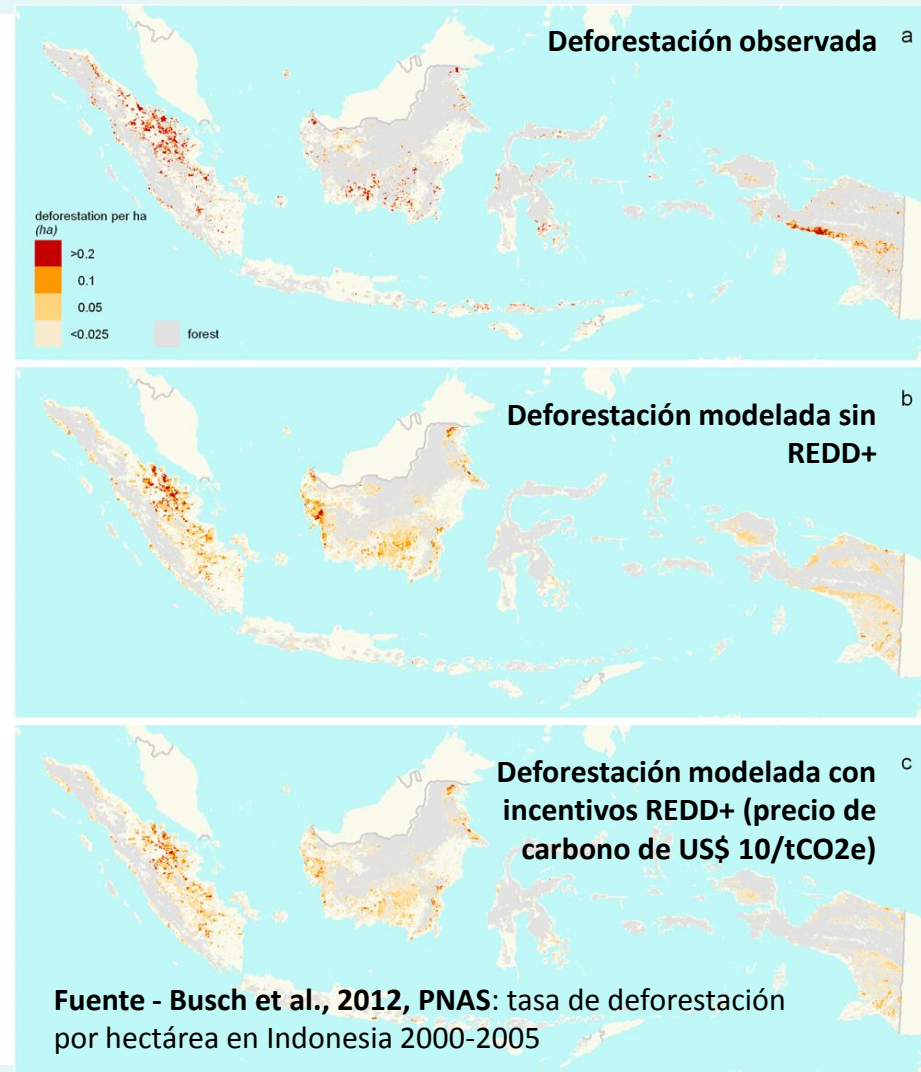 Deforestación observada
a
deforestation per ha
(ha)
>0.2
0.1
0.05
<0.025
forest
b
Deforestación modelada sin
REDD+
c
Deforestación modelada con
incentivos REDD+ (precio de
carbono de US$ 10/tCO2e)
Fuente - Busch et al., 2012, PNAS: tasa de deforestación
por hectárea en Indonesia 2000-2005